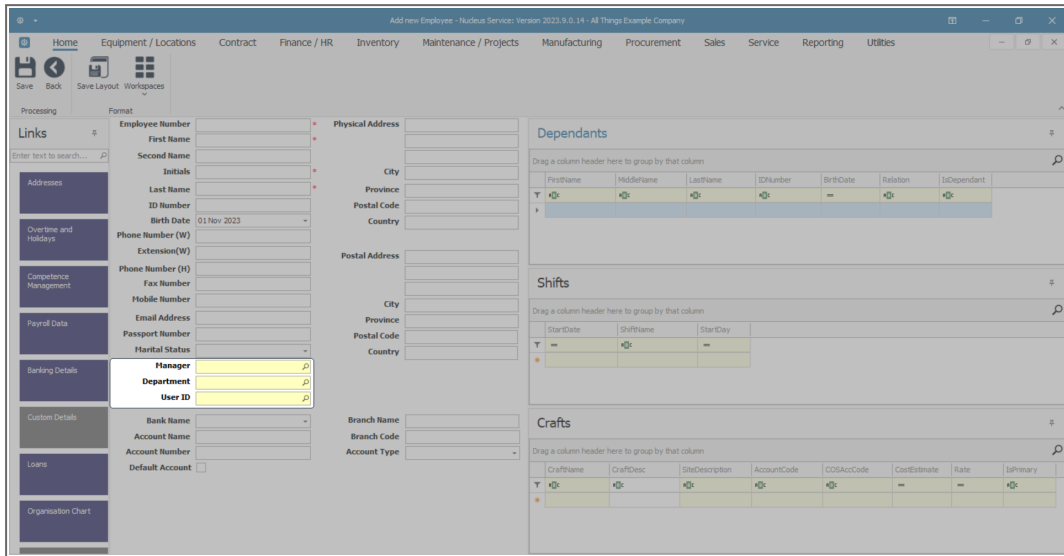 Add new Employee - Nucleus Service: Version 2023.9.0.14 - All Things Example Company
Home Equipment / Locations Contract Finance / HR Inventory Maintenance / Projects Manufacturing Procurement Sales Service Reporting Utilities
Save Back Save Layout Workspaces
Processing Format
Links
Enter text to search...
Addresses
Overtime and
Holidays
Competence
Management
Payroll Data
Banking Details
Custom Details
Loans
Organisation Chart
Employee Number *
First Name *
Second Name
Initials *
Last Name *
ID Number
Birth Date 01 Nov 2023
Phone Number (W)
Extension(W)
Phone Number (H)
Fax Number
Mobile Number
Email Address
Passport Number
Marital Status
Manager
Department
User ID
Bank Name
Account Name
Account Number
Default Account
Physical Address
City
Province
Postal Code
Country
Postal Address
City
Province
Postal Code
Country
Branch Name
Branch Code
Account Type
Dependants
Drag a column header here to group by that column
FirstName MiddleName LastName IDNumber BirthDate Relation IsDependant
Shifts
Drag a column header here to group by that column
StartDate ShiftName StartDay
Crafts
Drag a column header here to group by that column
CraftName CraftDesc SiteDescription AccountCode COSAccCode CostEstimate Rate IsPrimary